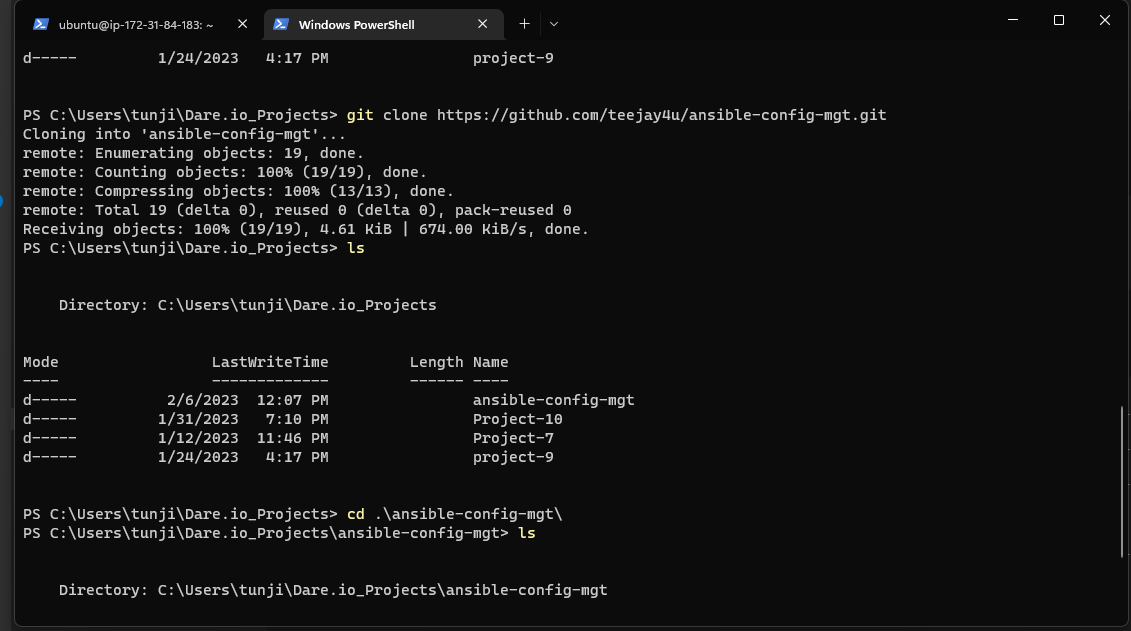 ubuntu@ip-172-31-84-183: ~
Windows PowerShell
d-----         1/24/2023   4:17 PM                project-9
PS C:\Users\tunji\Dare.io_Projects> git clone https://github.com/teejay4u/ansible-config-mgt.git
Cloning into 'ansible-config-mgt'...
remote: Enumerating objects: 19, done.
remote: Counting objects: 100% (19/19), done.
remote: Compressing objects: 100% (13/13), done.
remote: Total 19 (delta 0), reused 0 (delta 0), pack-reused 0
Receiving objects: 100% (19/19), 4.61 KiB | 674.00 KiB/s, done.
PS C:\Users\tunji\Dare.io_Projects> ls
    Directory: C:\Users\tunji\Dare.io_Projects
Mode                 LastWriteTime         Length Name
----                 -------------         ------ ----
d-----          2/6/2023  12:07 PM                ansible-config-mgt
d-----         1/31/2023   7:10 PM                Project-10
d-----         1/12/2023  11:46 PM                Project-7
d-----         1/24/2023   4:17 PM                project-9
PS C:\Users\tunji\Dare.io_Projects> cd .\ansible-config-mgt\
PS C:\Users\tunji\Dare.io_Projects\ansible-config-mgt> ls
    Directory: C:\Users\tunji\Dare.io_Projects\ansible-config-mgt